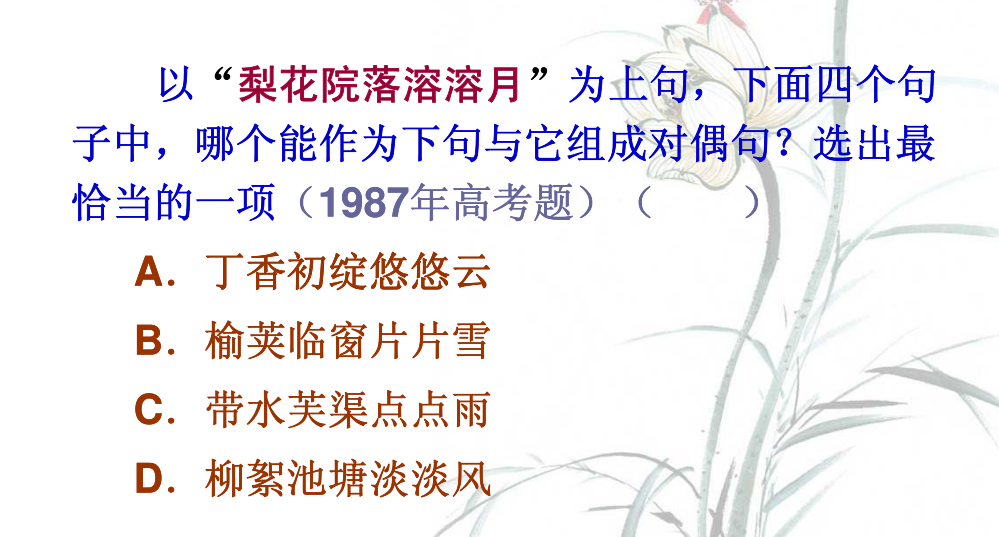 以“梨花院落溶溶月”为上句，下面四个句
子中，哪个能作为下句与它组成对偶句？选出最
恰当的一项（1987年高考题）（　　）
A．丁香初绽悠悠云
B．榆荚临窗片片雪
C．带水芙渠点点雨
D．柳絮池塘淡淡风